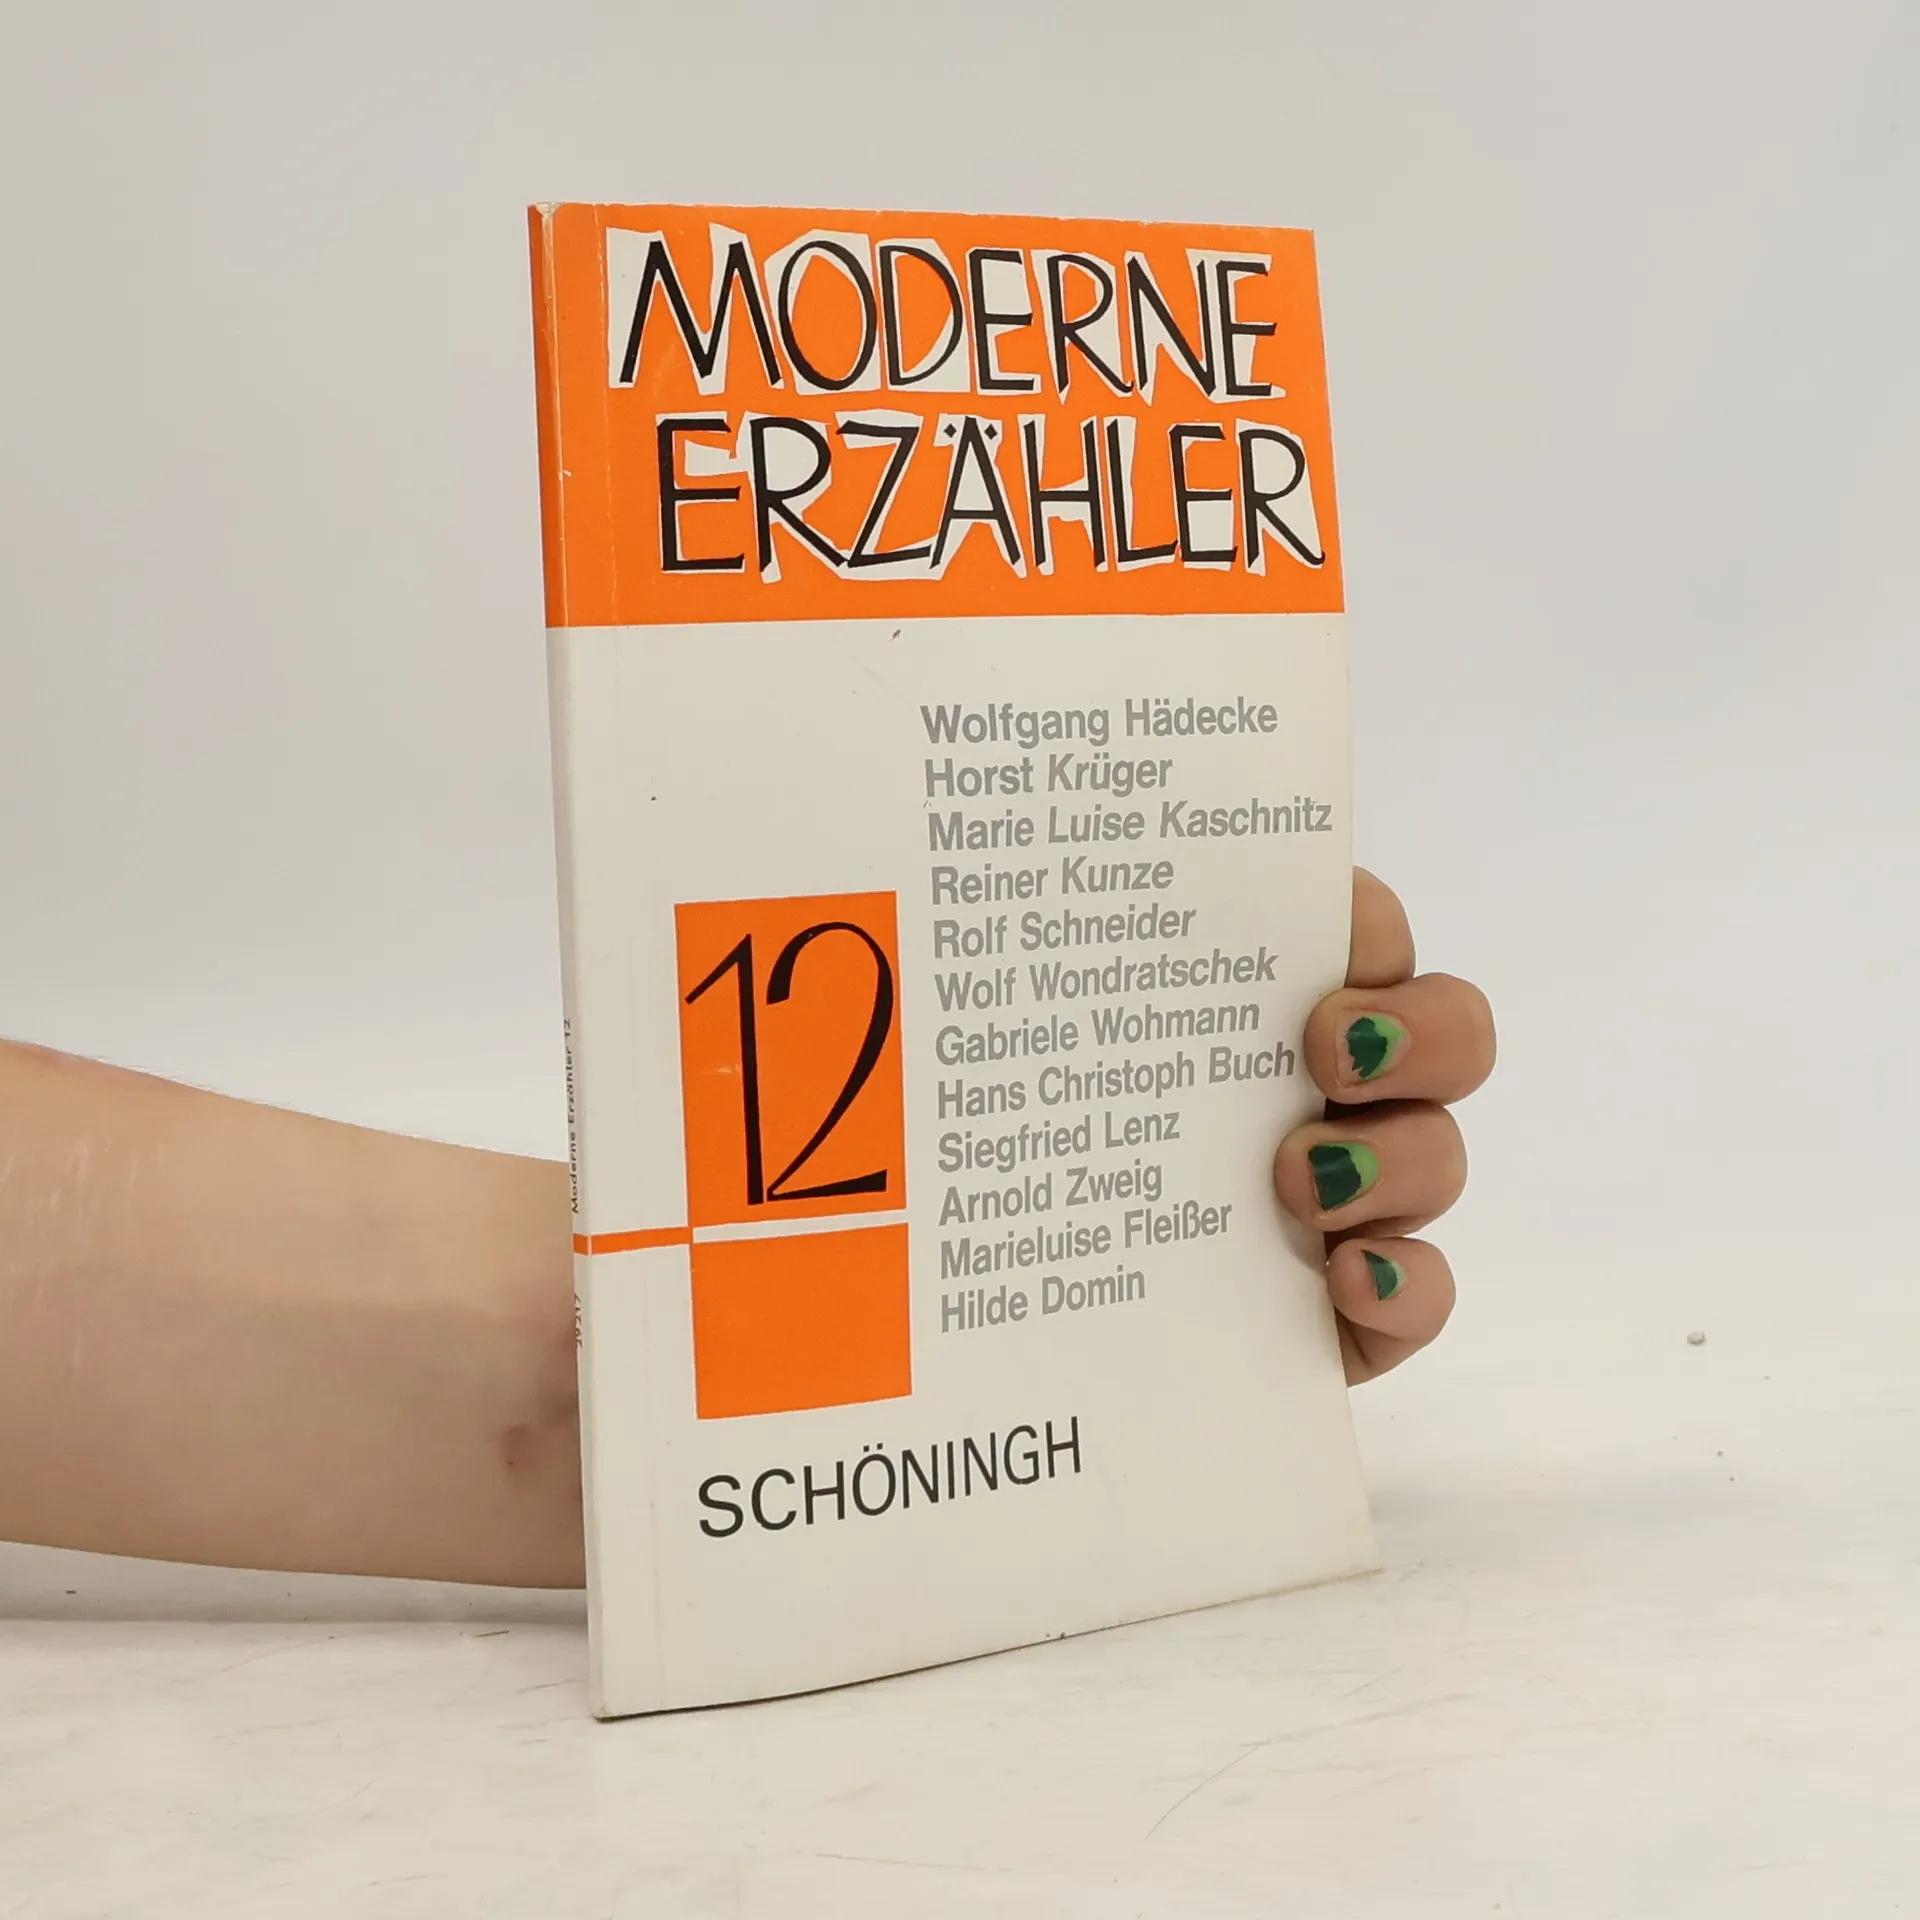 MODERNE
ERZÄHLER
Wolfgang Hädecke
Horst Krüger
Marie Luise Kaschnitz
Reiner Kunze
Rolf Schneider
Wolf Wondratschek
Gabriele Wohmann
Hans Christoph Buch
Siegfried Lenz
Arnold Zweig
Marieluise Fleißer
Hilde Domin
12
SCHÖNINGH
Moderne Erzähler 12